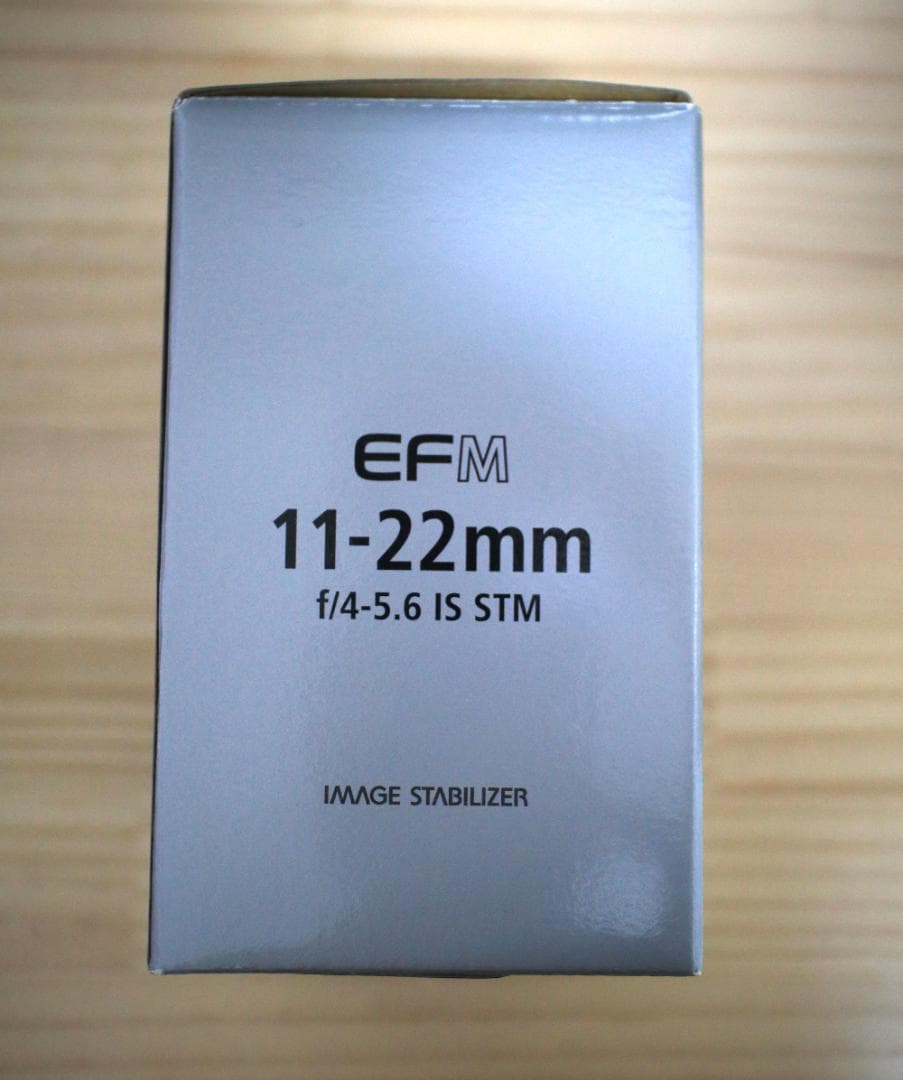 EFM
11-22mm
f/4-5.6 IS STM
IMAGE STABILIZER